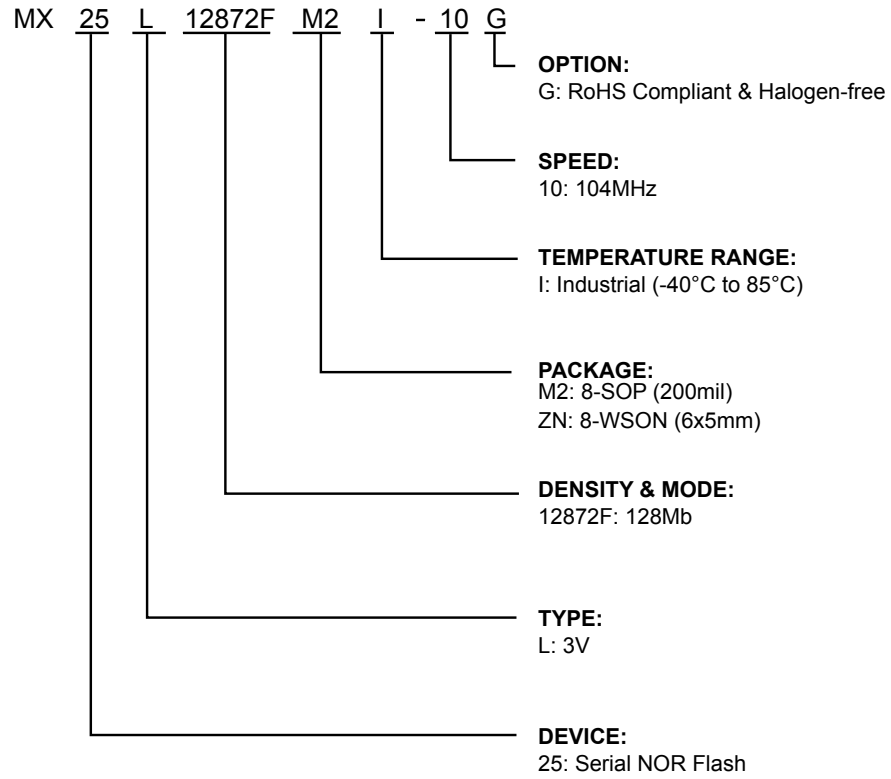 MX 25 L 12872F M2 I - 10 G
OPTION:
G: RoHS Compliant & Halogen-free
SPEED:
10: 104MHz
TEMPERATURE RANGE:
I: Industrial (-40°C to 85°C)
PACKAGE:
M2: 8-SOP (200mil)
ZN: 8-WSON (6x5mm)
DENSITY & MODE:
12872F: 128Mb
TYPE:
L: 3V
DEVICE:
25: Serial NOR Flash